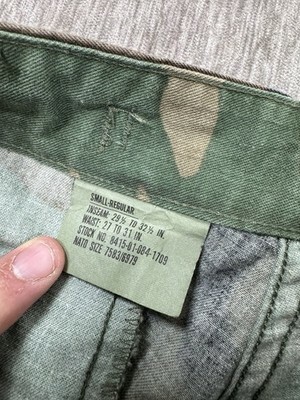 SMALL-REGULAR
INSEAM: 29½ TO 32½ IN.
WAIST: 27 TO 31 IN.
STOCK NO. 8415-01-084-1709
NATO SIZE 7583/6979